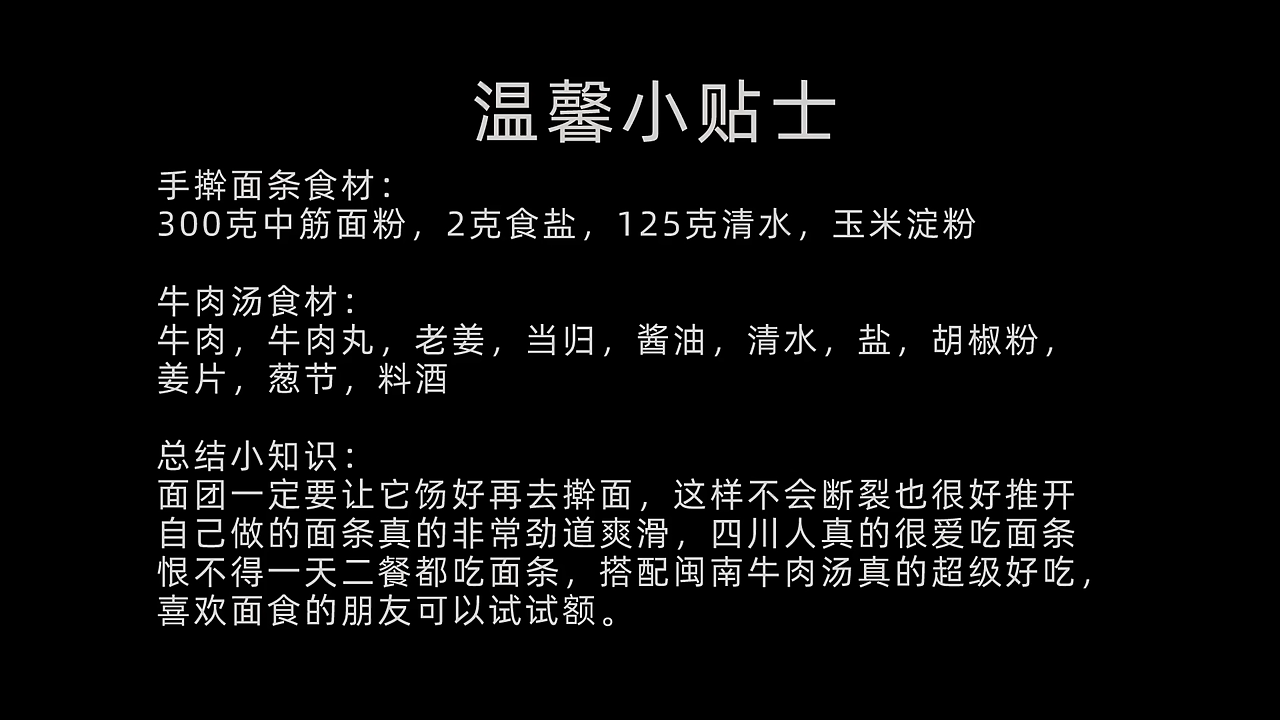 温馨小贴士
手擀面条食材：
300克中筋面粉，2克食盐，125克清水，玉米淀粉
牛肉汤食材：
牛肉，牛肉丸，老姜，当归，酱油，清水，盐，胡椒粉，
姜片，葱节，料酒
总结小知识：
面团一定要让它饧好再去擀面，这样不会断裂也很好推开
自己做的面条真的非常劲道爽滑，四川人真的很爱吃面条
恨不得一天二餐都吃面条，搭配闽南牛肉汤真的超级好吃，
喜欢面食的朋友可以试试额。